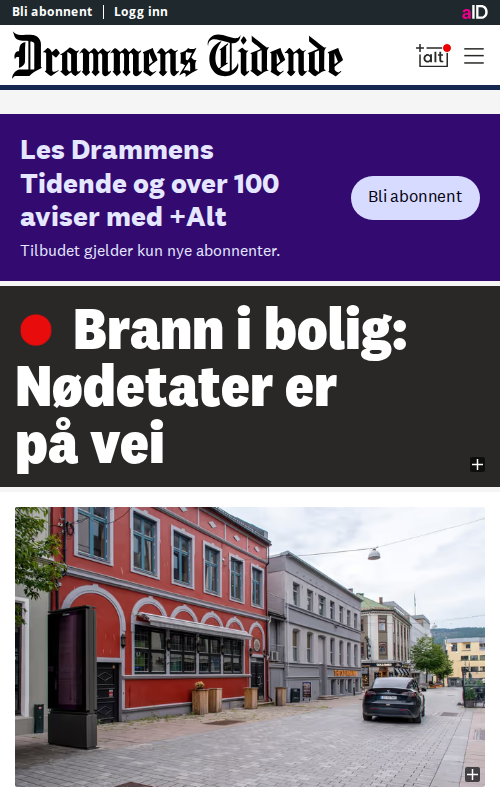 Bli abonnent
Logg inn
aID
Drammens Tidende
+alt
Les Drammens
Tidende og over 100
aviser med +Alt
Tilbudet gjelder kun nye abonnenter.
Bli abonnent
Brann i bolig:
Nødetater er
på vei